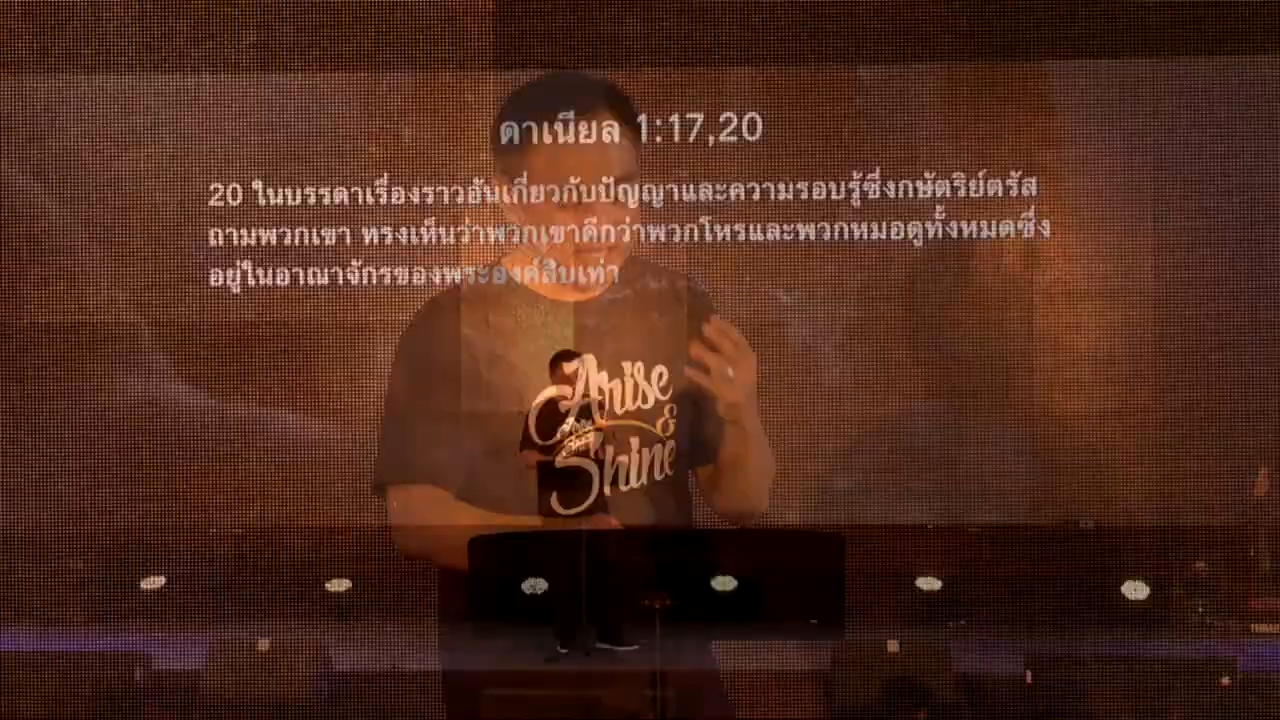 ดาเนียล 1:17,20
20 ในบรรดาเรื่องราวอันเกี่ยวกับปัญญาและความรอบรู้ซึ่งกษัตริย์ตรัส
ถามพวกเขา ทรงเห็นว่าพวกเขาดีกว่าพวกโหรและพวกหมอดูทั้งหมดซึ่ง
อยู่ในอาณาจักรของพระองค์สิบเท่า
Arise
&
Shine